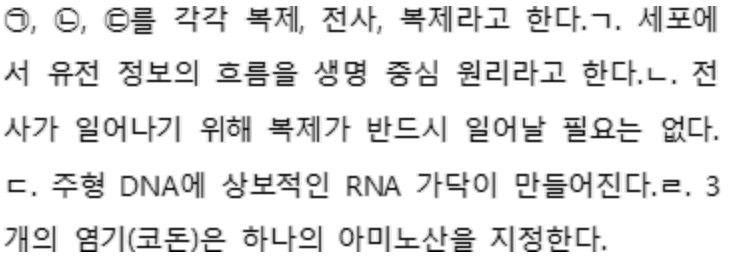 ㉠, ㉡, ㉢를 각각 복제, 전사, 복제라고 한다.ㄱ. 세포에
서 유전 정보의 흐름을 생명 중심 원리라고 한다.ㄴ. 전
사가 일어나기 위해 복제가 반드시 일어날 필요는 없다.
ㄷ. 주형 DNA에 상보적인 RNA 가닥이 만들어진다.ㄹ. 3
개의 염기(코돈)은 하나의 아미노산을 지정한다.